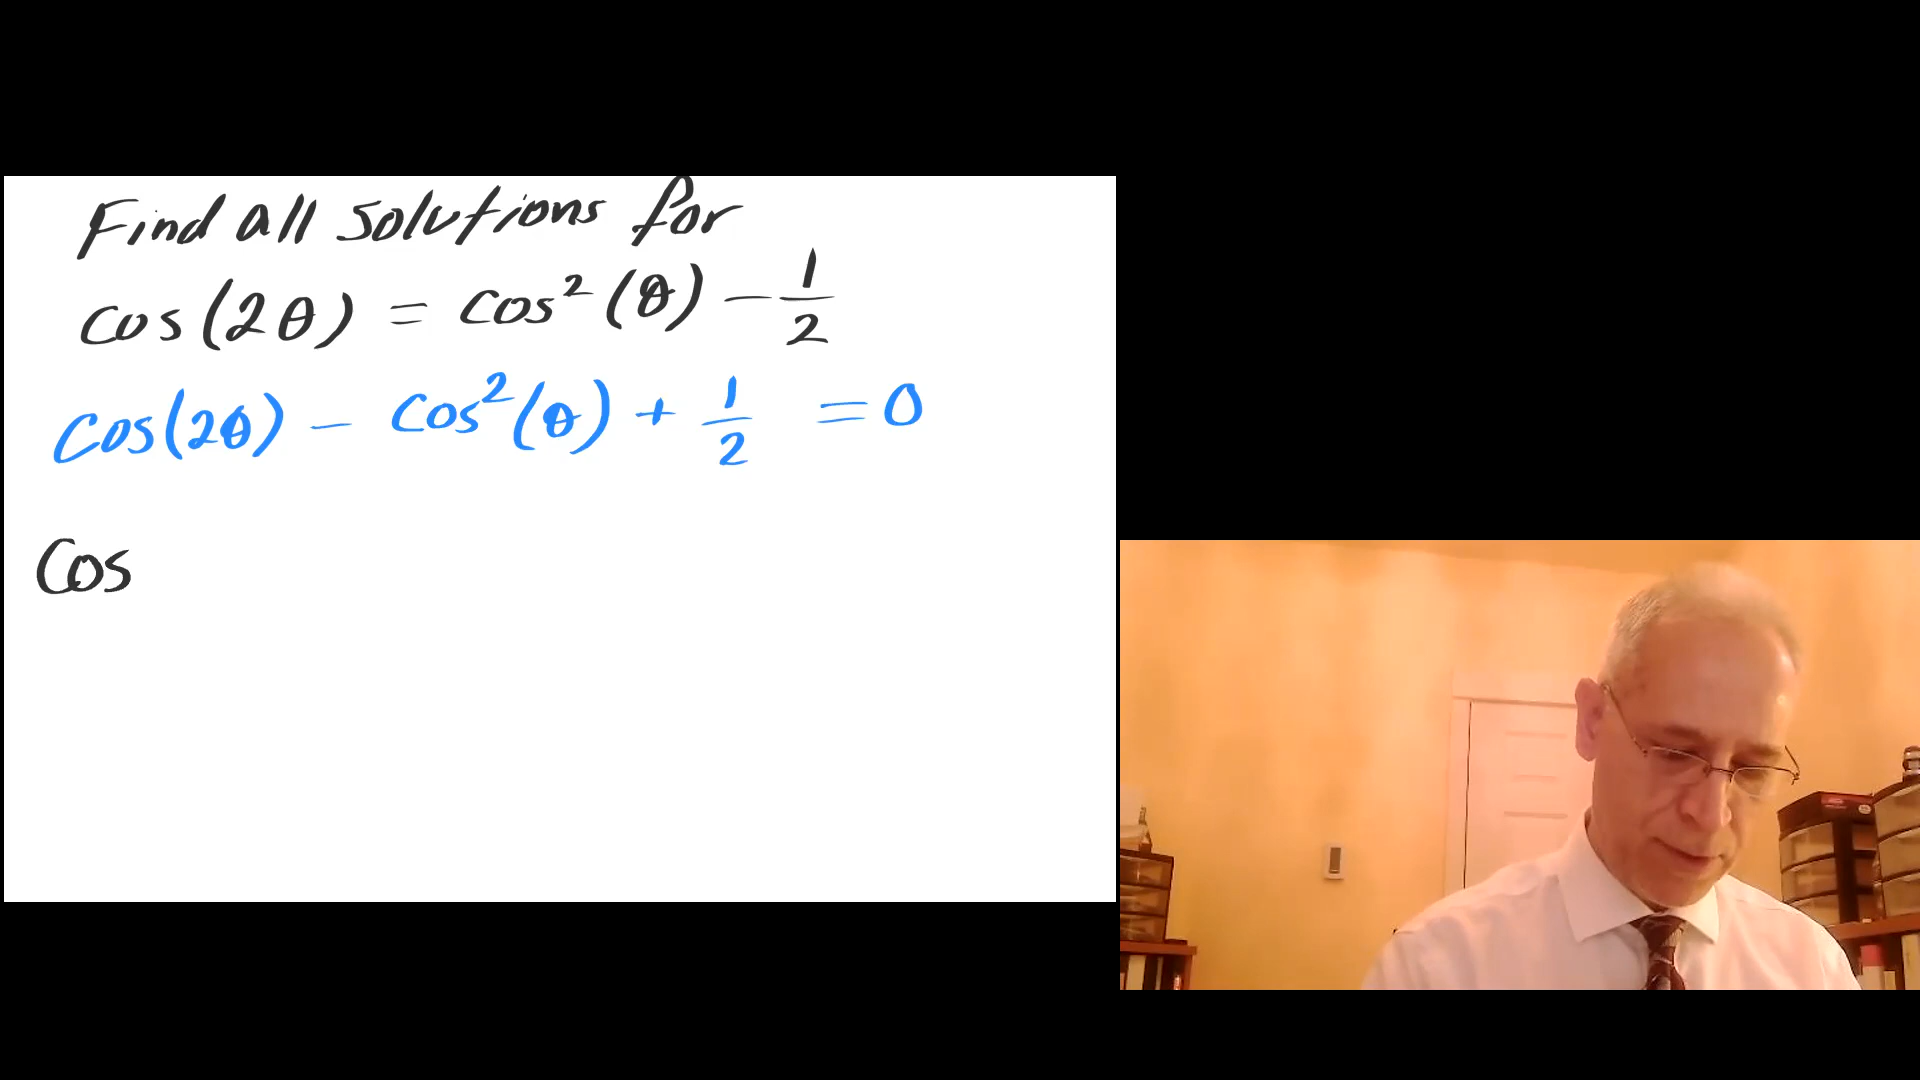 Find all solutions for
cos(2θ) = cos²(θ) - 1/2
Cos(2θ) - Cos²(θ) + 1/2 = 0
Cos